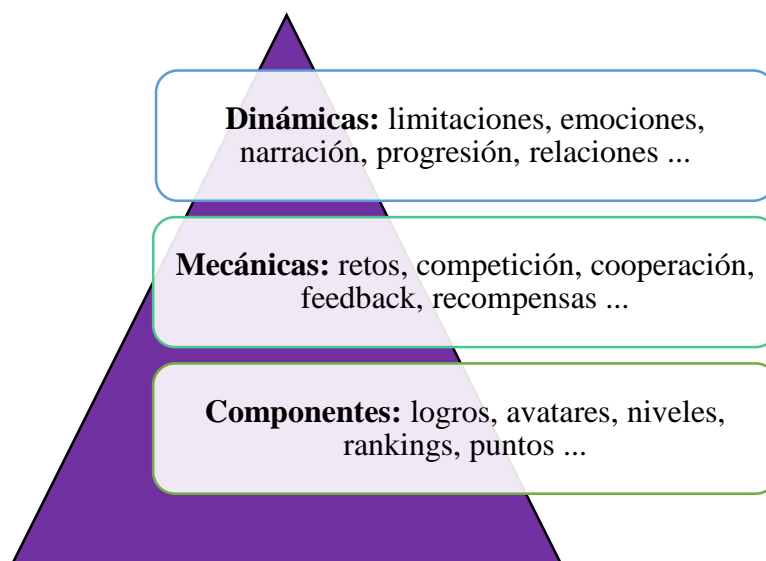 Dinámicas: limitaciones, emociones,
narración, progresión, relaciones ...
Mecánicas: retos, competición, cooperación,
feedback, recompensas ...
Componentes: logros, avatares, niveles,
rankings, puntos ...